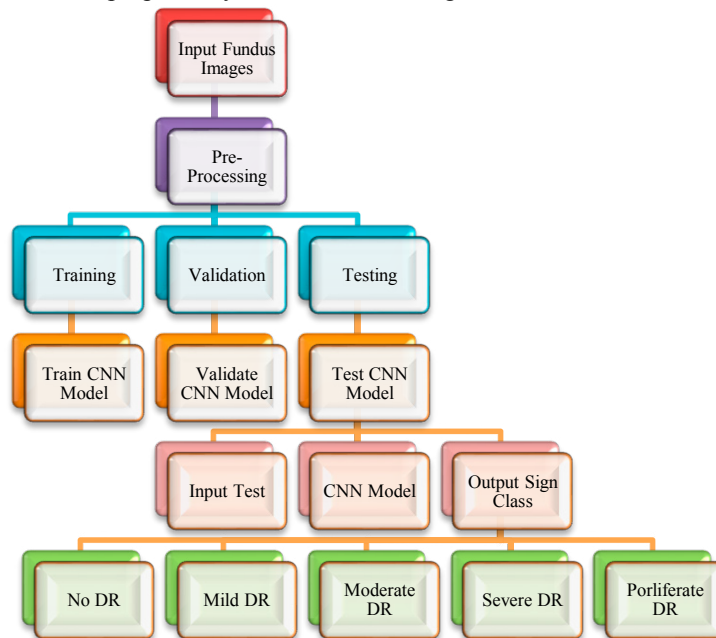 Input Fundus
Images
Pre-
Processing
Training
Validation
Testing
Train CNN
Model
Validate
CNN Model
Test CNN
Model
Input Test
CNN Model
Output Sign
Class
No DR
Mild DR
Moderate
DR
Severe DR
Porliferate
DR